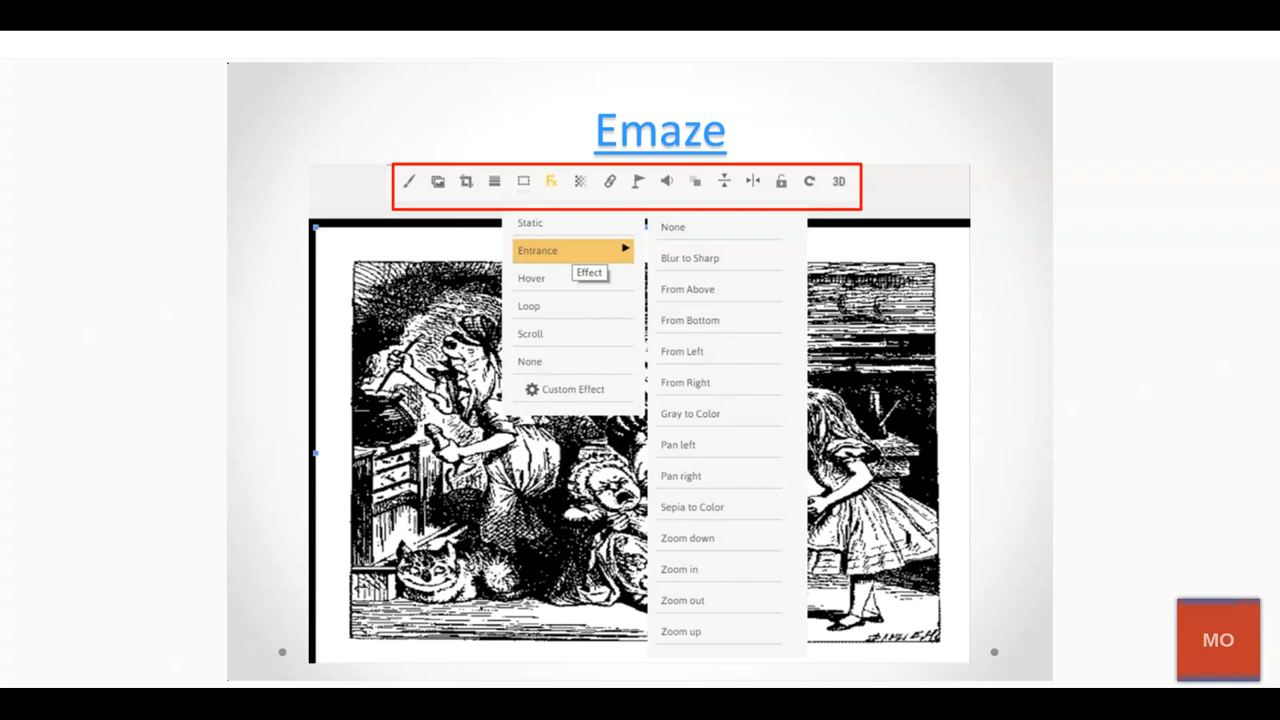 Emaze
Fx
3D
Static
Entrance
Effect
Hover
Loop
Scroll
None
Custom Effect
None
Blur to Sharp
From Above
From Bottom
From Left
From Right
Gray to Color
Pan left
Pan right
Sepia to Color
Zoom down
Zoom in
Zoom out
Zoom up
MO